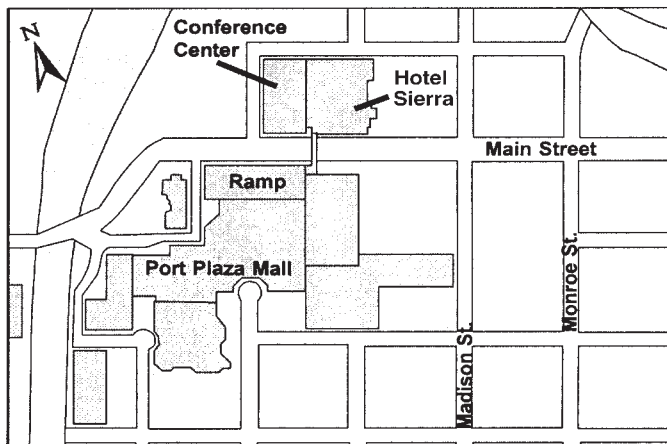 N
Conference
Center
Hotel
Sierra
Main Street
Ramp
Port Plaza Mall
Monroe St.
Madison St.